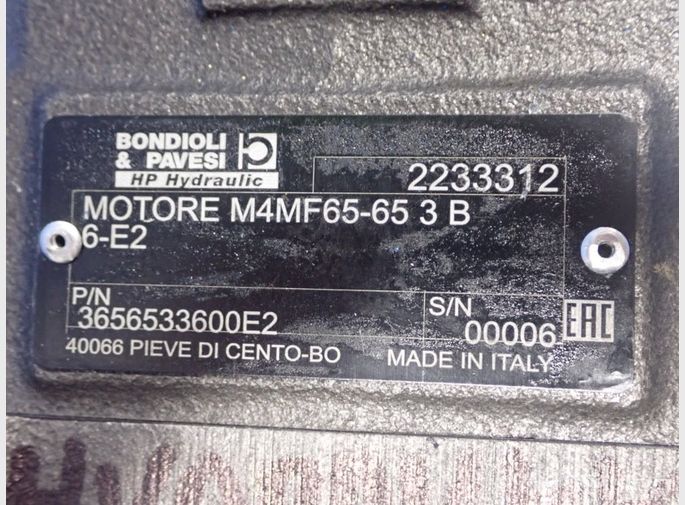 BONDIOLI
& PAVESI
HP Hydraulic
2233312
MOTORE M4MF65-65 3 B
6-E2
P/N
3656533600E2
S/N
00006
EAC
40066 PIEVE DI CENTO-BO
MADE IN ITALY